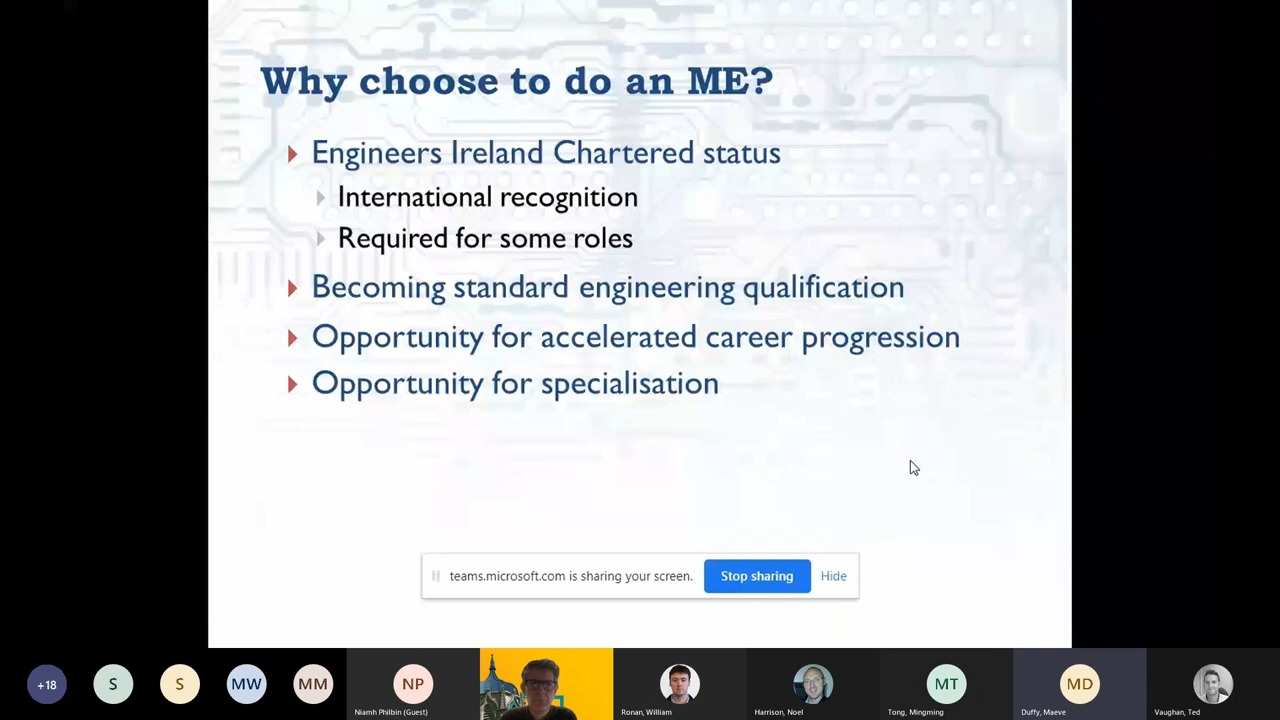 Why choose to do an ME?
Engineers Ireland Chartered status
International recognition
Required for some roles
Becoming standard engineering qualification
Opportunity for accelerated career progression
Opportunity for specialisation
teams.microsoft.com is sharing your screen.
Stop sharing
Hide
+18
S
S
MW
MM
NP
MT
MD
Niamh Philbin (Guest)
Ronan, William
Harrison, Noel
Tong, Mingming
Duffy, Maeve
Vaughan, Ted